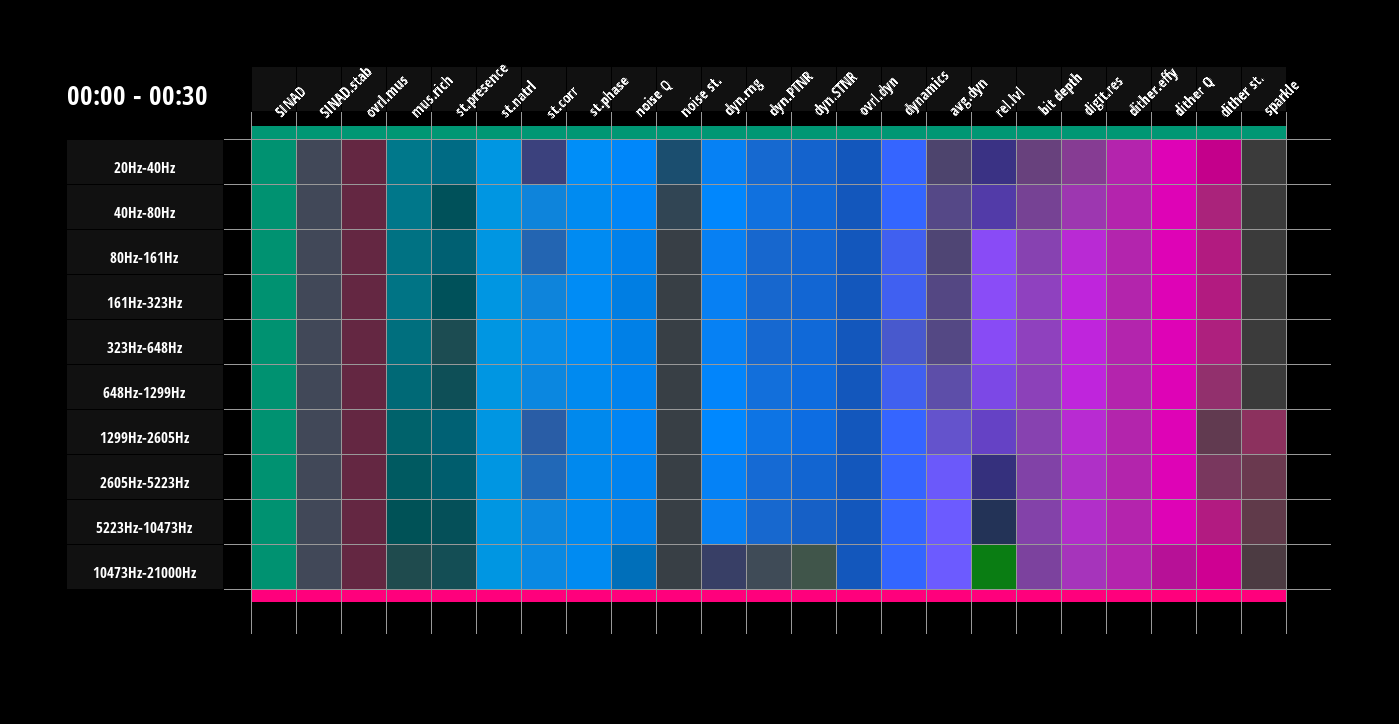 00:00 - 00:30
SINAD
SINAD.stab
ovrl.mus
mus.rich
st.presence
st.natrl
st.corr
st.phase
noise Q
noise st.
dyn.rng
dyn.PTNR
dyn.STNR
ovrl.dyn
dynamics
avg.dyn
rel.lvl
bit depth
digit.res
dither.effy
dither Q
dither st.
sparkle
20Hz-40Hz
40Hz-80Hz
80Hz-161Hz
161Hz-323Hz
323Hz-648Hz
648Hz-1299Hz
1299Hz-2605Hz
2605Hz-5223Hz
5223Hz-10473Hz
10473Hz-21000Hz